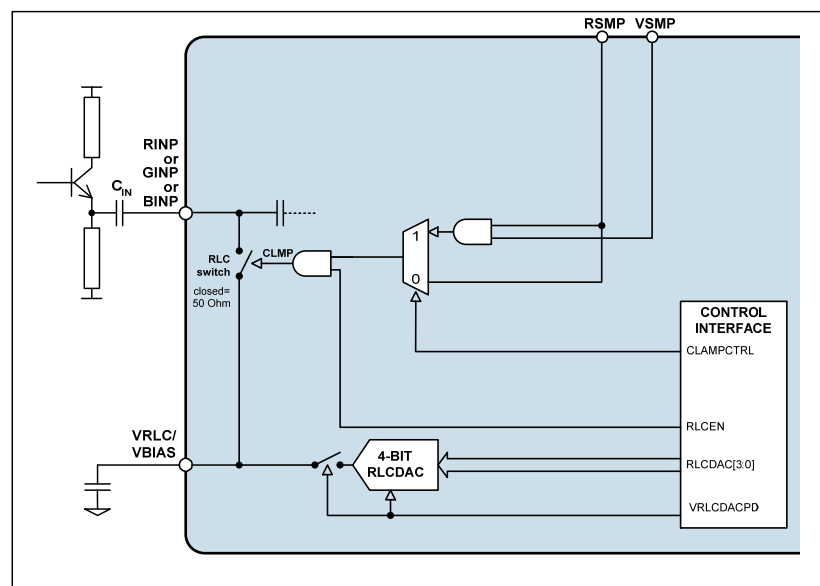 RSMP VSMP
RINP
or
GINP
or
BINP
CIN
1
0
CLMP
RLC
switch
closed=
50 Ohm
CONTROL
INTERFACE
CLAMPCTRL
RLCEN
RLCDAC[3:0]
VRLCDACPD
VRLC/
VBIAS
4-BIT
RLCDAC